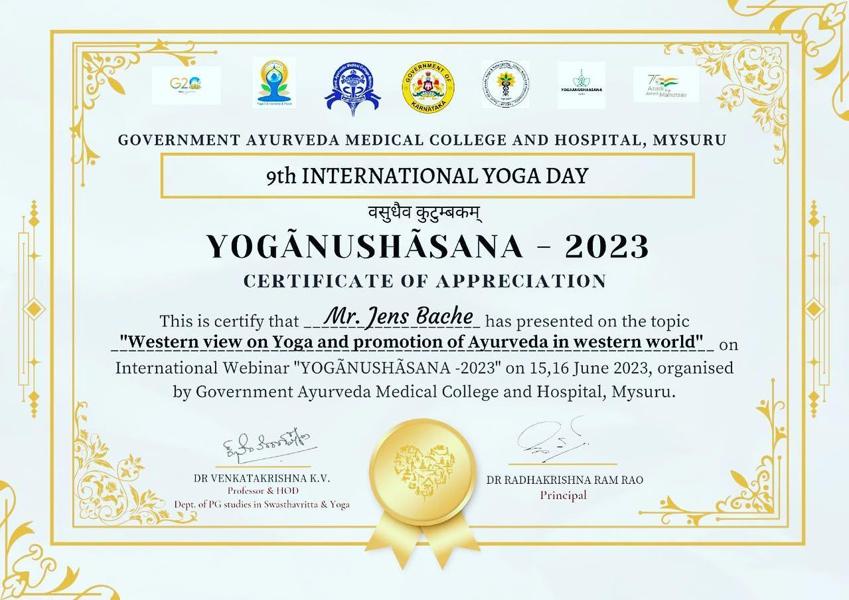 G20
GOVERNMENT OF
KARNATAKA
YOGANUSHASANA
75
Azadi Ka
Amrit Mahotsav
GOVERNMENT AYURVEDA MEDICAL COLLEGE AND HOSPITAL, MYSURU
9th INTERNATIONAL YOGA DAY
वसुधैव कुटुम्बकम्
YOGÃNUSHÃSANA - 2023
CERTIFICATE OF APPRECIATION
This is certify that Mr. Jens Bache has presented on the topic
"Western view on Yoga and promotion of Ayurveda in western world" on
International Webinar "YOGÃNUSHÃSANA -2023" on 15,16 June 2023, organised
by Government Ayurveda Medical College and Hospital, Mysuru.
DR VENKATAKRISHNA K.V.
Professor & HOD
Dept. of PG studies in Swasthavritta & Yoga
DR RADHAKRISHNA RAM RAO
Principal